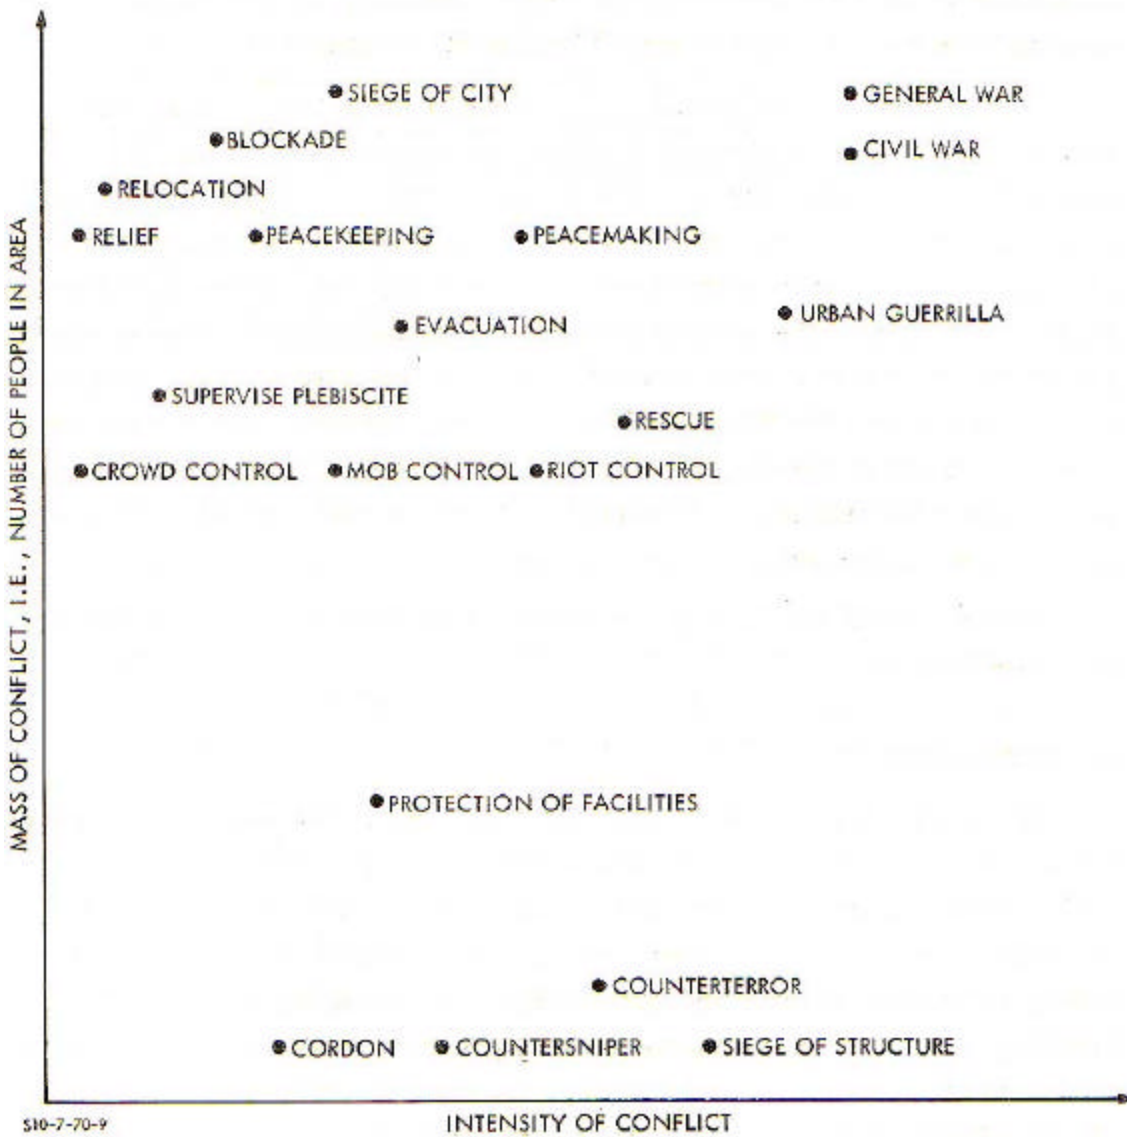 SIEGE OF CITY
GENERAL WAR
BLOCKADE
CIVIL WAR
RELOCATION
RELIEF
PEACEKEEPING
PEACEMAKING
URBAN GUERRILLA
EVACUATION
SUPERVISE PLEBISCITE
RESCUE
CROWD CONTROL
MOB CONTROL
RIOT CONTROL
MASS OF CONFLICT, I.E., NUMBER OF PEOPLE IN AREA
PROTECTION OF FACILITIES
COUNTERTERROR
CORDON
COUNTERSNIPER
SIEGE OF STRUCTURE
S10-7-70-9
INTENSITY OF CONFLICT